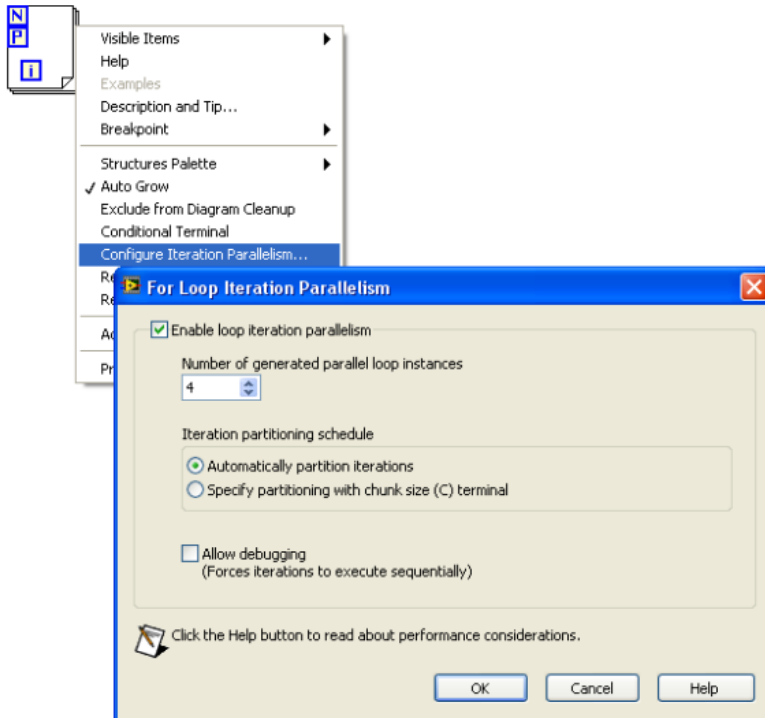 N
P
i
Visible Items
Help
Examples
Description and Tip...
Breakpoint
Structures Palette
Auto Grow
Exclude from Diagram Cleanup
Conditional Terminal
Configure Iteration Parallelism...
For Loop Iteration Parallelism
Enable loop iteration parallelism
Number of generated parallel loop instances
4
Iteration partitioning schedule
Automatically partition iterations
Specify partitioning with chunk size (C) terminal
Allow debugging
(Forces iterations to execute sequentially)
Click the Help button to read about performance considerations.
OK Cancel Help